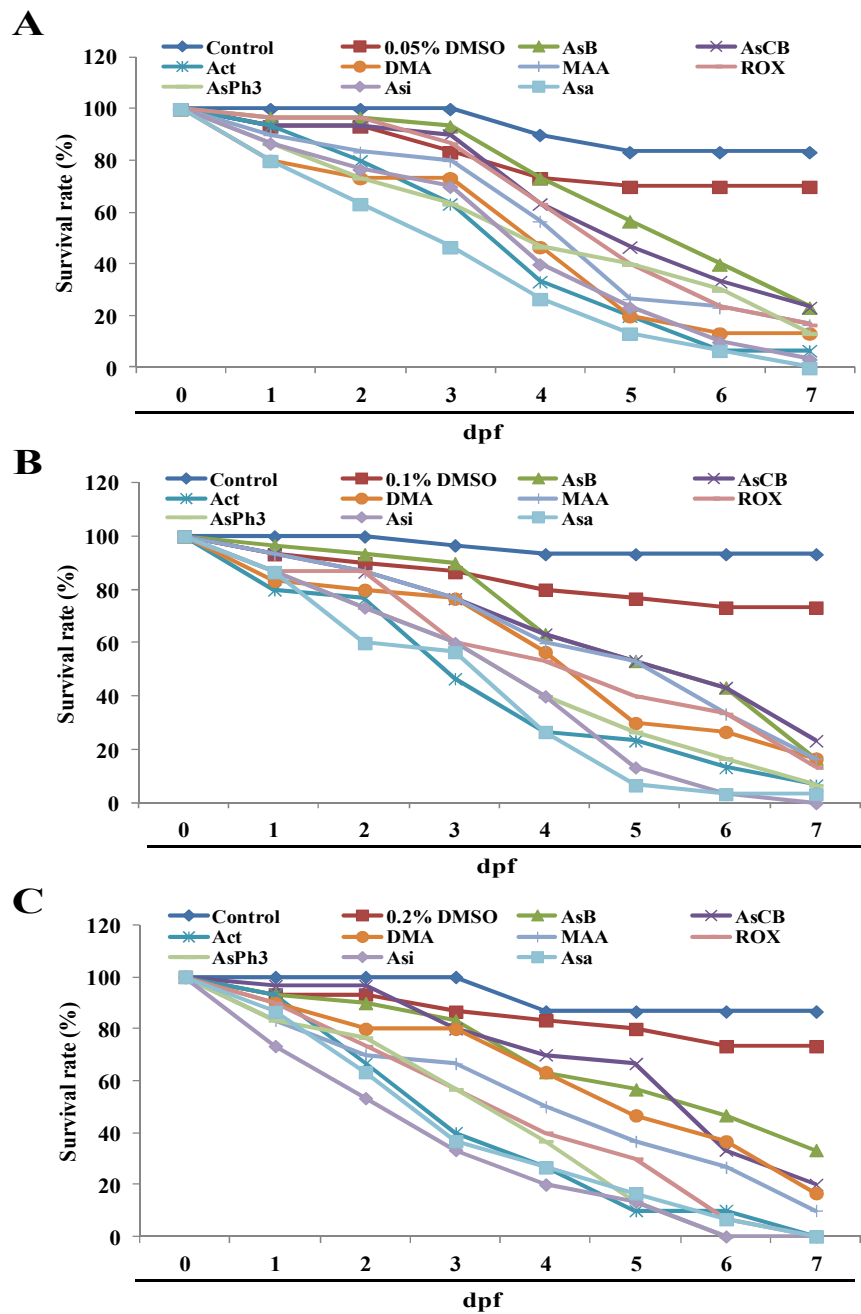 A
120
Control 0.05% DMSO AsB AsCB
Act DMA MAA ROX
AsPh3 Asi Asa
100
80
60
40
20
0
Survival rate (%)
0 1 2 3 4 5 6 7
dpf
B
120
Control 0.1% DMSO AsB AsCB
Act DMA MAA ROX
AsPh3 Asi Asa
100
80
60
40
20
0
Survival rate (%)
0 1 2 3 4 5 6 7
dpf
C
120
Control 0.2% DMSO AsB AsCB
Act DMA MAA ROX
AsPh3 Asi Asa
100
80
60
40
20
0
Survival rate (%)
0 1 2 3 4 5 6 7
dpf